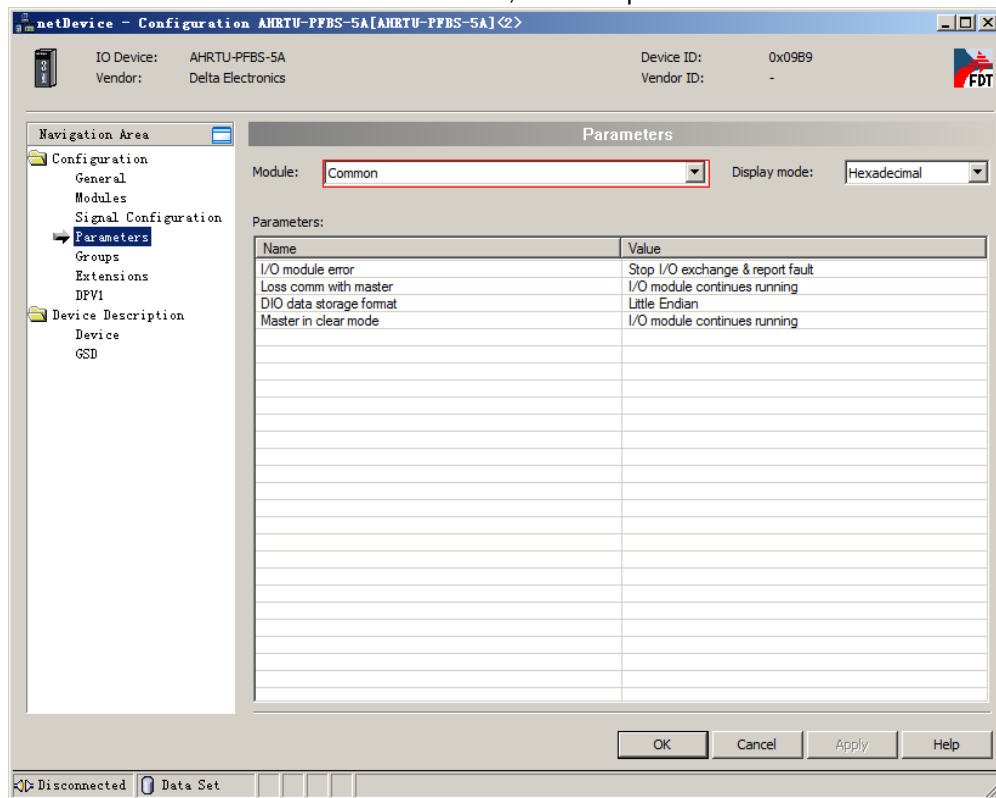 netDevice - Configuration AHRTU-PFBS-5A[AHRTU-PFBS-5A]<2>
IO Device: AHRTU-PFBS-5A Device ID: 0x09B9
Vendor: Delta Electronics Vendor ID: -
FDT
Navigation Area
Parameters
Configuration
General
Modules
Signal Configuration
Parameters
Groups
Extensions
DPV1
Device Description
Device
GSD
Module: Common Display mode: Hexadecimal
Parameters:
Name Value
I/O module error Stop I/O exchange & report fault
Loss comm with master I/O module continues running
DIO data storage format Little Endian
Master in clear mode I/O module continues running
OK Cancel Apply Help
Disconnected Data Set